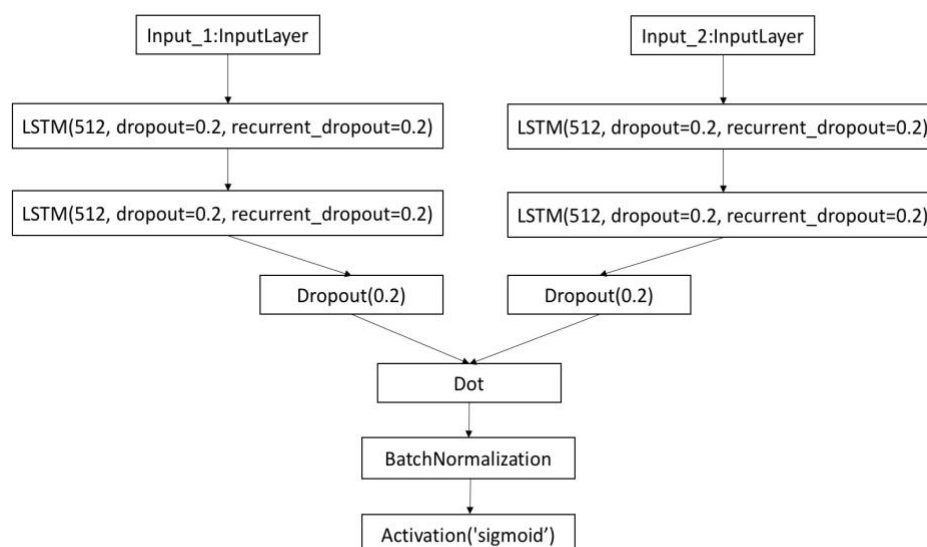 Input_1:InputLayer
Input_2:InputLayer
LSTM(512, dropout=0.2, recurrent_dropout=0.2)
LSTM(512, dropout=0.2, recurrent_dropout=0.2)
LSTM(512, dropout=0.2, recurrent_dropout=0.2)
LSTM(512, dropout=0.2, recurrent_dropout=0.2)
Dropout(0.2)
Dropout(0.2)
Dot
BatchNormalization
Activation('sigmoid’)